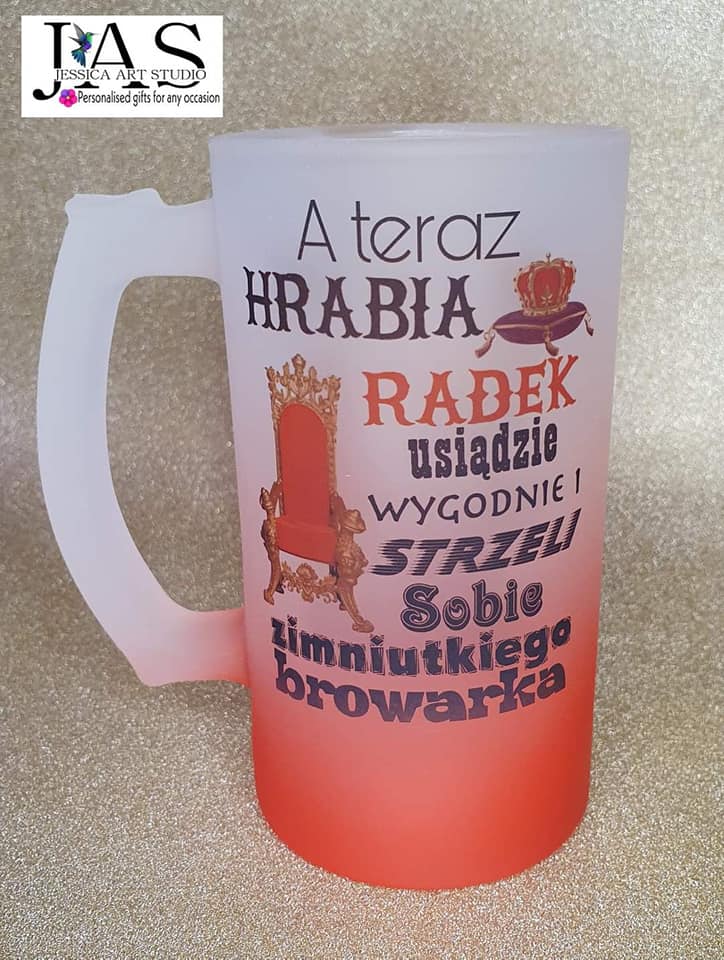 JAS
JESSICA ART STUDIO
Personalised gifts for any occasion
A teraz
HRABIA
RADEK
usiądzie
WYGODNIE I
STRZELI
Sobie
zimniutkiego
browarka